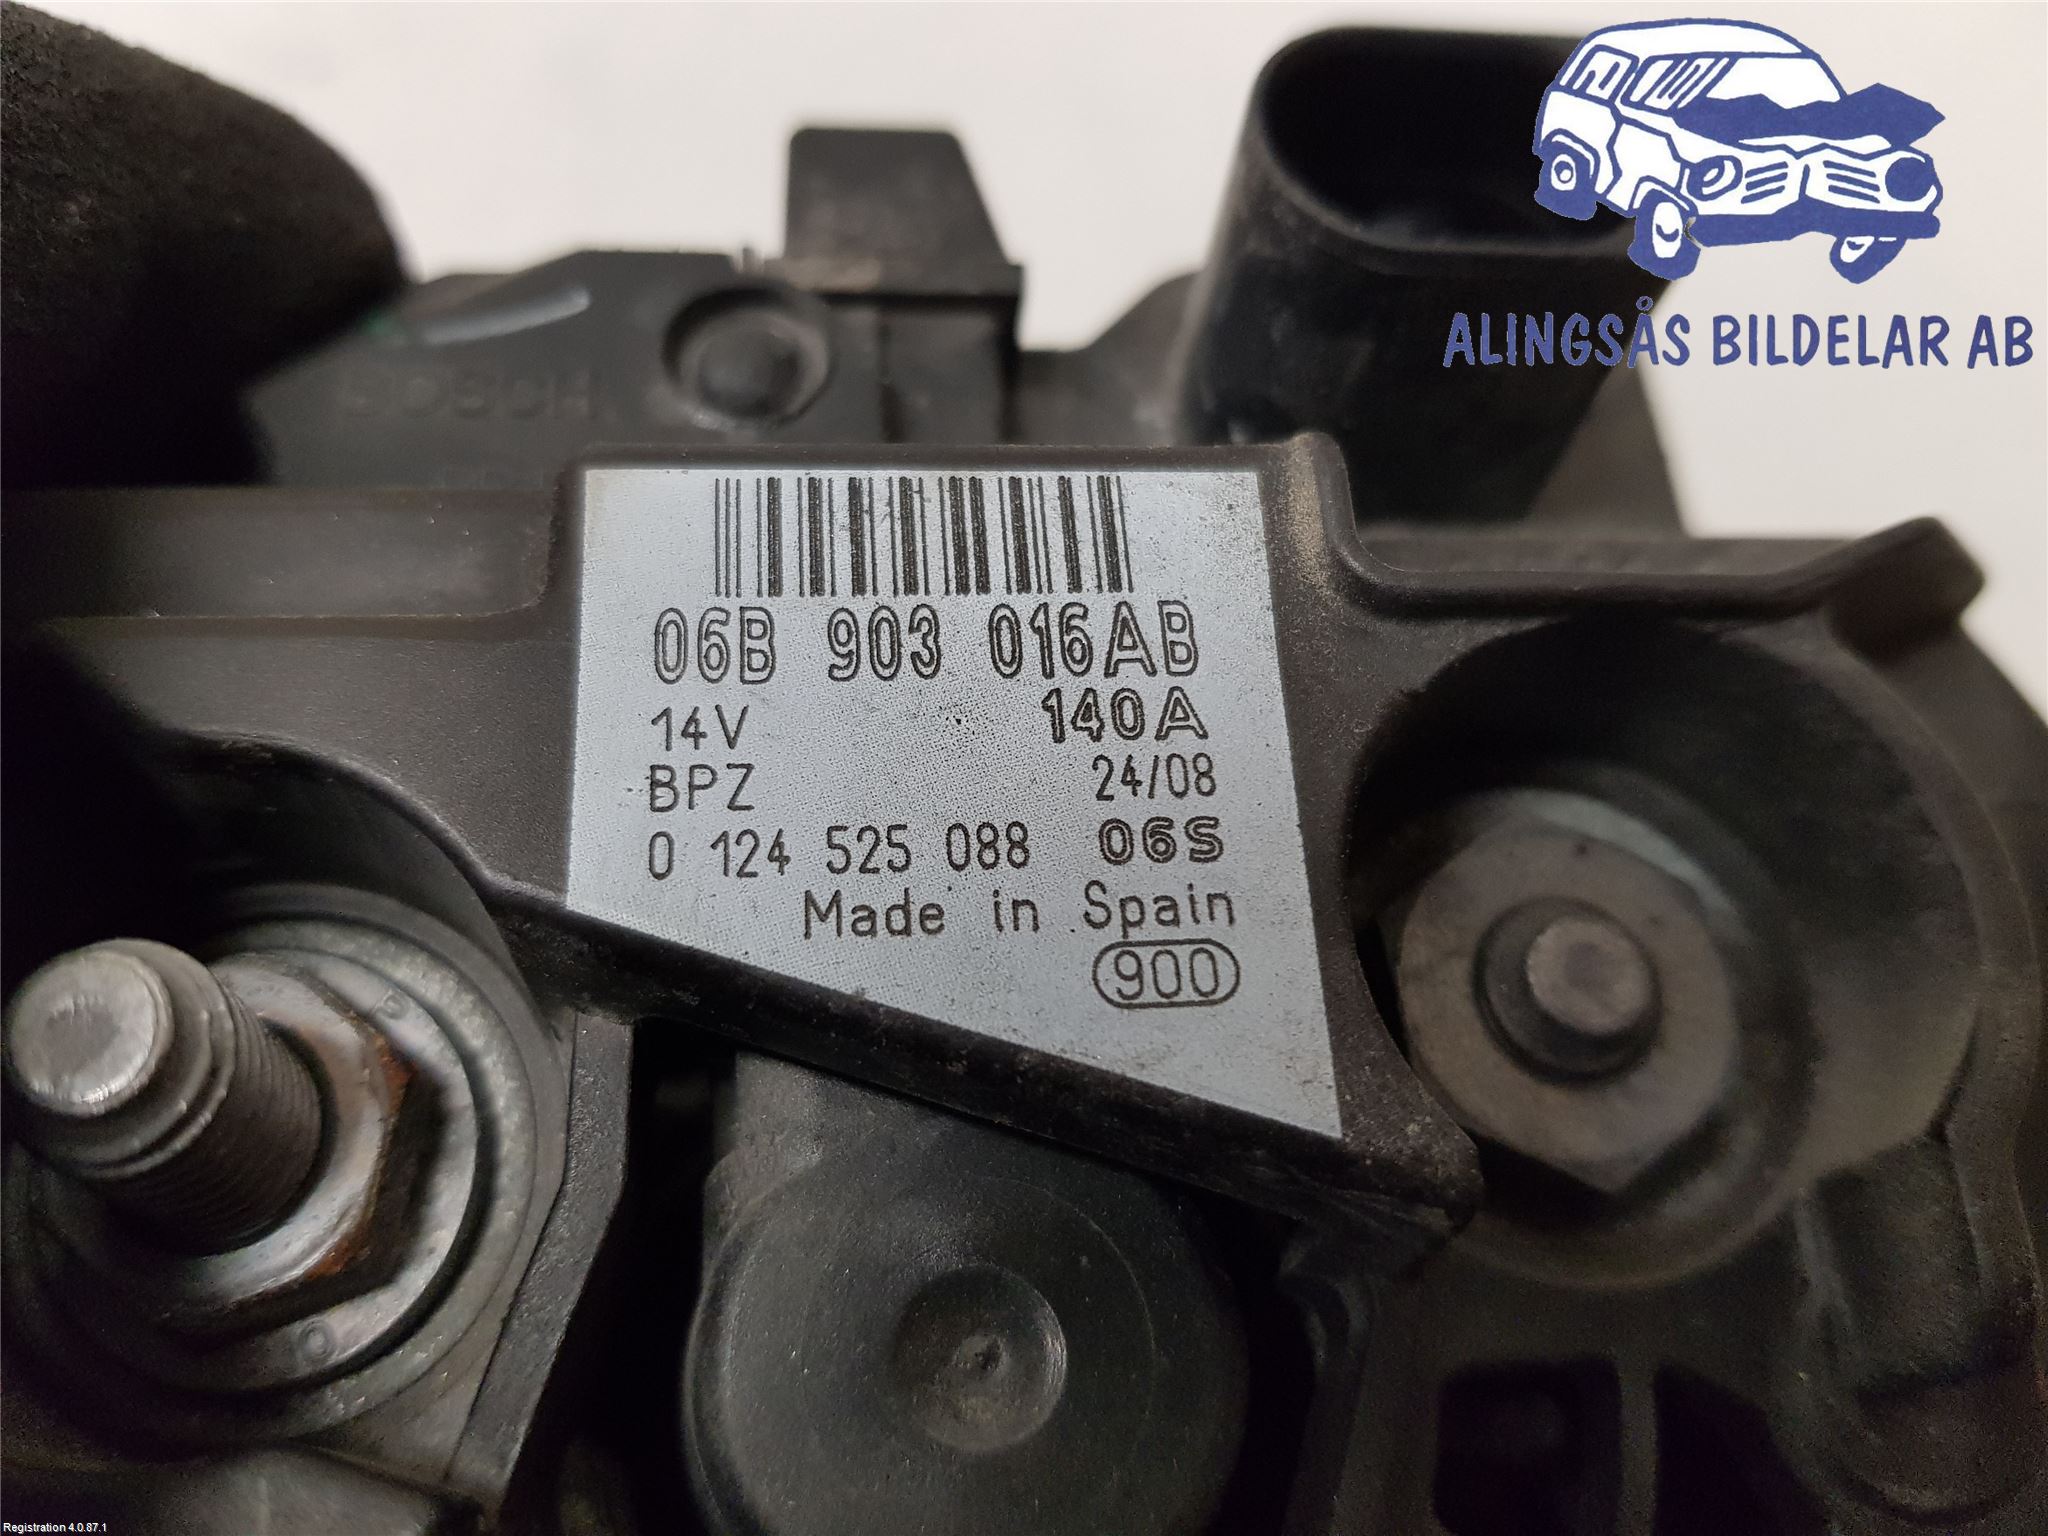 ALINGSÅS BILDELAR AB
BOSCH
06B 903 016AB
14V 140A
BPZ 24/08
0 124 525 088 06S
Made in Spain
900
Registration 4.0.87.1